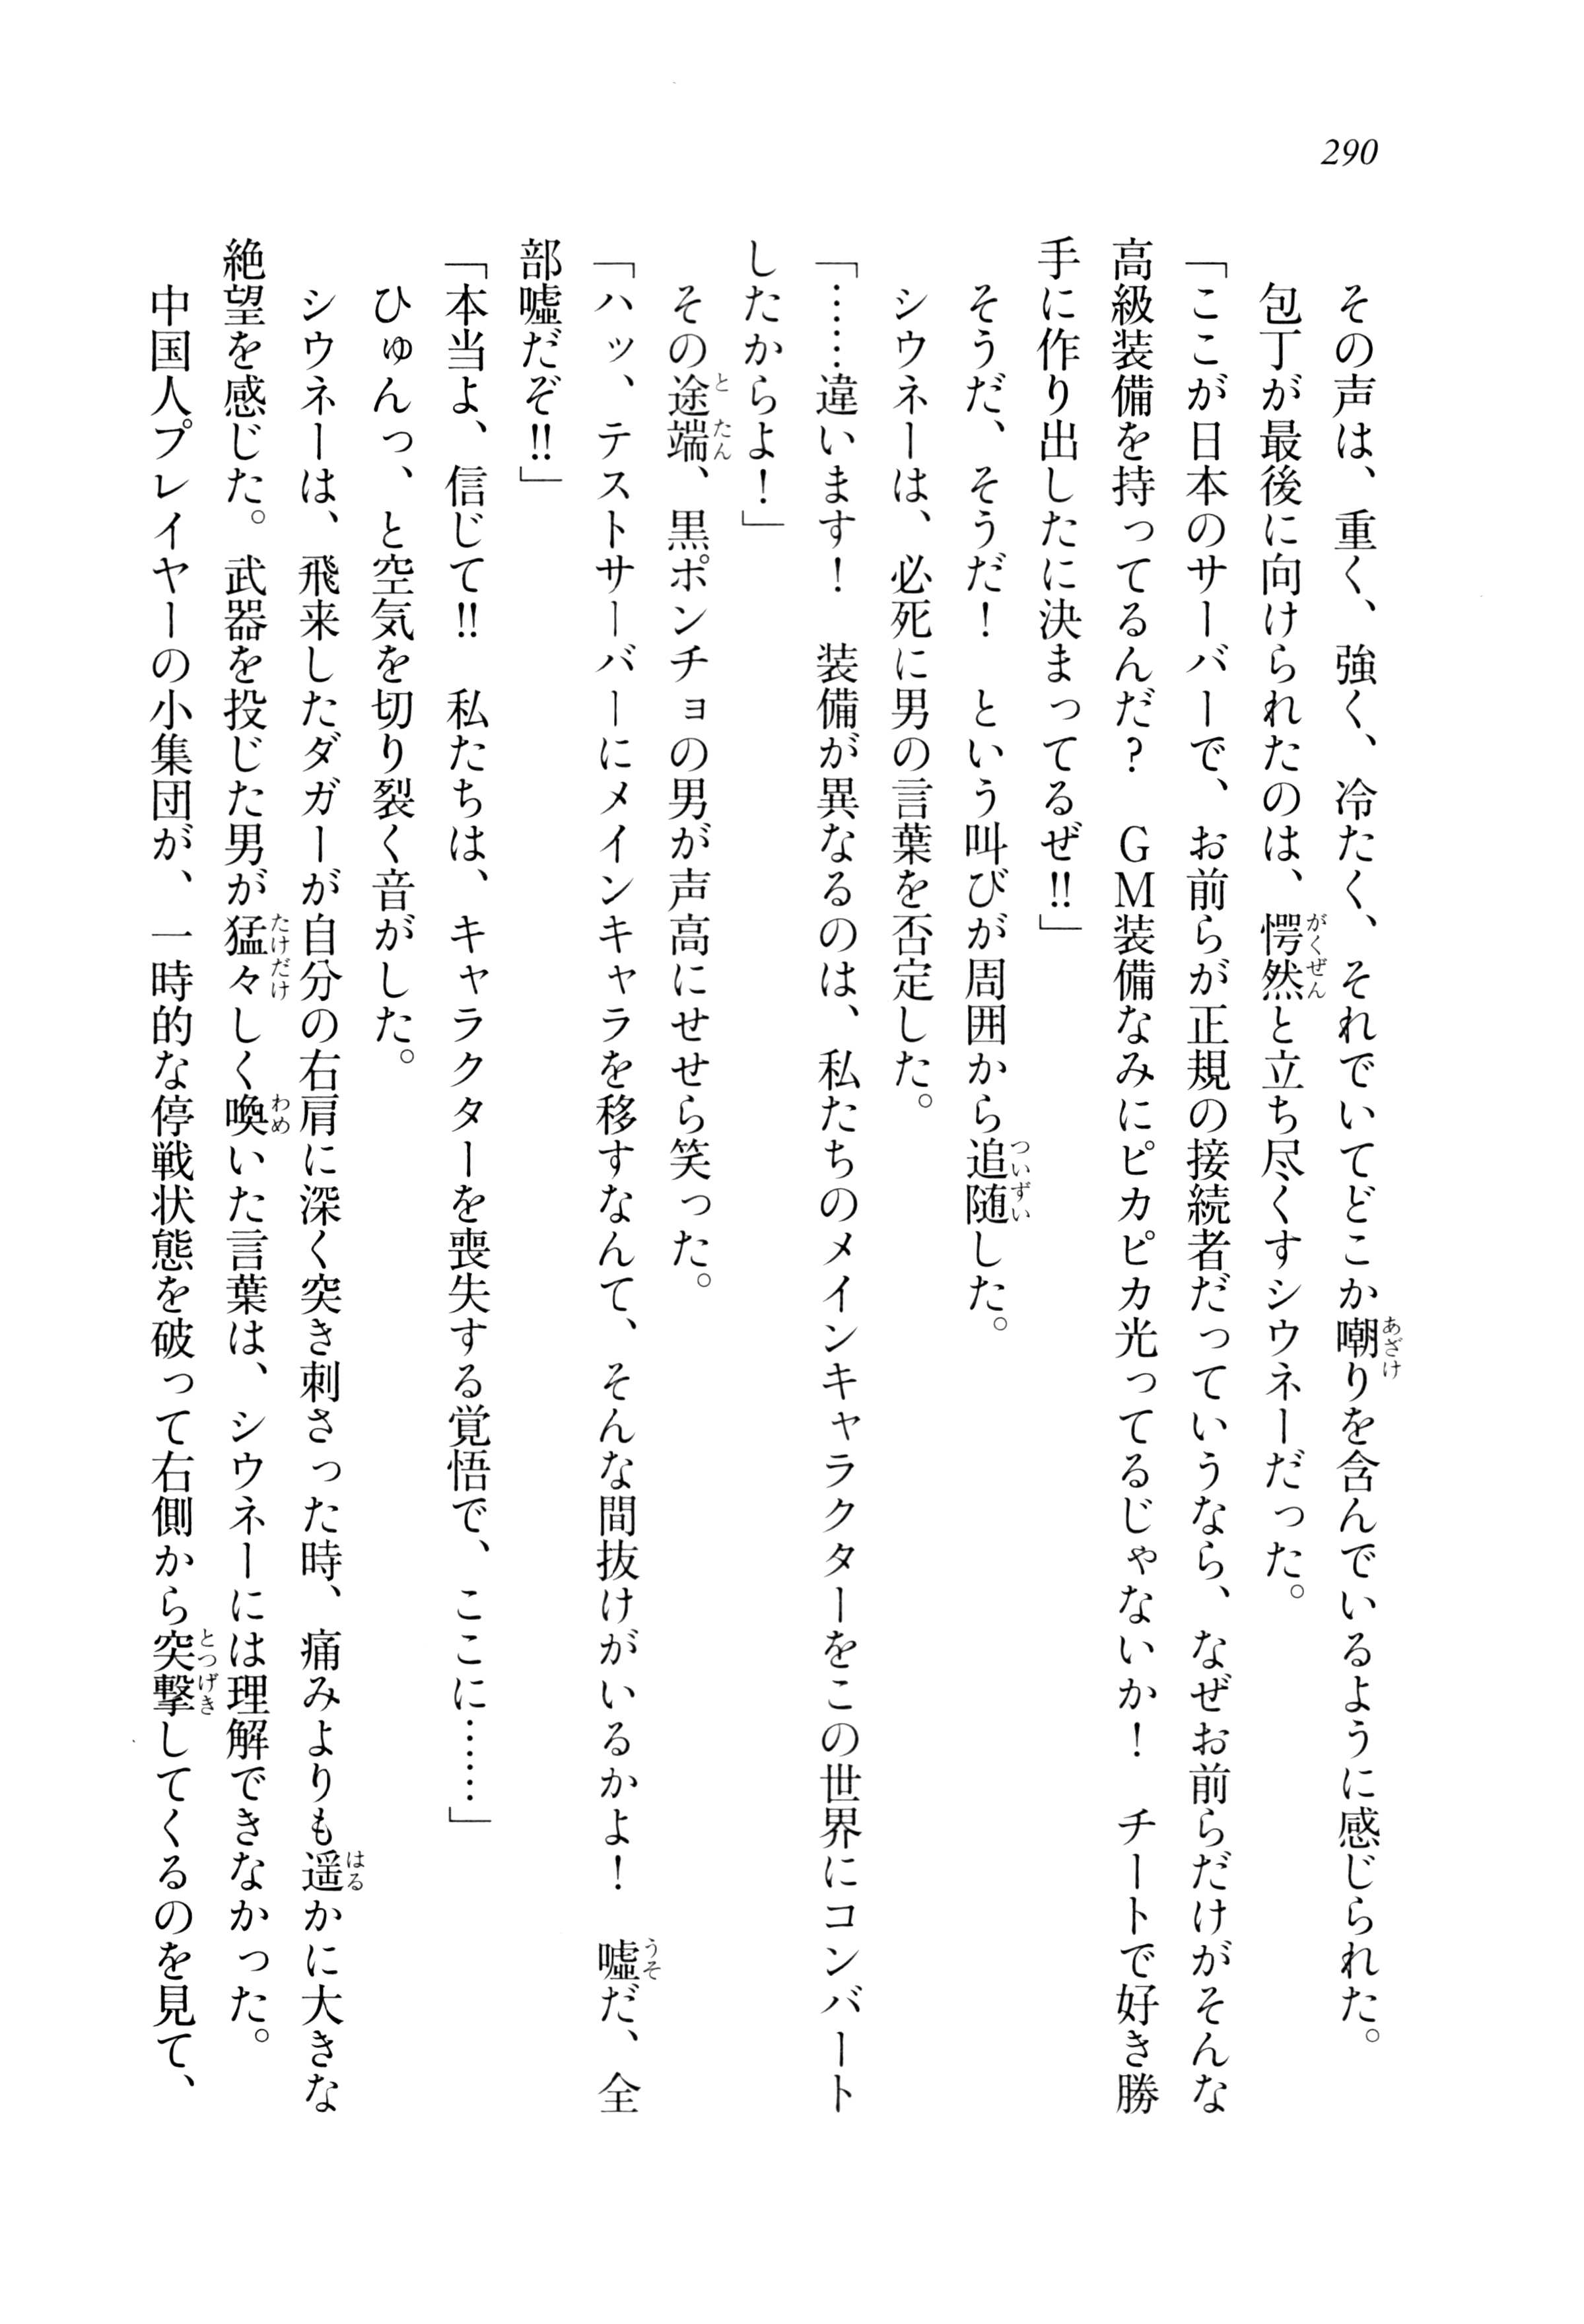 290
その声は、重く、強く、冷たく、それでいてどこか嘲りを含んでいるように感じられた。
包丁が最後に向けられたのは、愕然と立ち尽くすシウネーだった。
「ここが日本のサーバーで、お前らが正規の接続者だっていうなら、なぜお前らだけがそんな
高級装備を持ってるんだ？　GM装備なみにピカピカ光ってるじゃないか！　チートで好き勝
手に作り出したに決まってるぜ‼」
そうだ、そうだ！　という叫びが周囲から追随した。
シウネーは、必死に男の言葉を否定した。
「……違います！　装備が異なるのは、私たちのメインキャラクターをこの世界にコンバート
したからよ！」
その途端、黒ポンチョの男が声高にせせら笑った。
「ハッ、テストサーバーにメインキャラを移すなんて、そんな間抜けがいるかよ！　嘘だ、全
部嘘だぞ‼」
「本当よ、信じて‼　私たちは、キャラクターを喪失する覚悟で、ここに……」
ひゅんっ、と空気を切り裂く音がした。
シウネーは、飛来したダガーが自分の右肩に深く突き刺さった時、痛みよりも遥かに大きな
絶望を感じた。武器を投じた男が猛々しく喚いた言葉は、シウネーには理解できなかった。
中国人プレイヤーの小集団が、一時的な停戦状態を破って右側から突撃してくるのを見て、